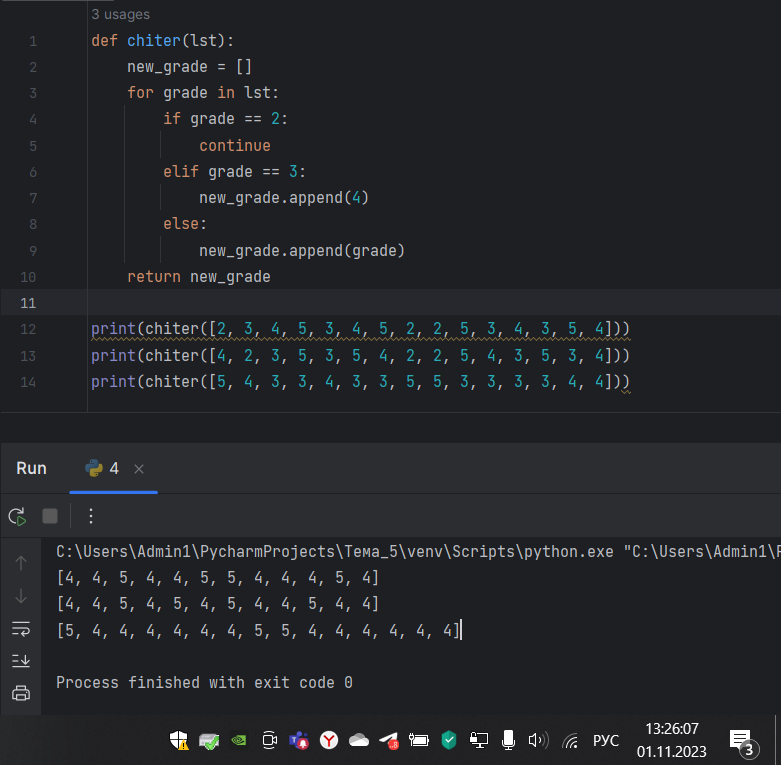 3 usages
1 def chiter(lst):
2 new_grade = []
3 for grade in lst:
4 if grade == 2:
5 continue
6 elif grade == 3:
7 new_grade.append(4)
8 else:
9 new_grade.append(grade)
10 return new_grade
11
12 print(chiter([2, 3, 4, 5, 3, 4, 5, 2, 2, 5, 3, 4, 3, 5, 4]))
13 print(chiter([4, 2, 3, 5, 3, 5, 4, 2, 2, 5, 4, 3, 5, 3, 4]))
14 print(chiter([5, 4, 3, 3, 4, 3, 3, 5, 5, 3, 3, 3, 3, 4, 4]))
Run 4
C:\Users\Admin1\PycharmProjects\Тема_5\venv\Scripts\python.exe "C:\Users\Admin1\P
[4, 4, 5, 4, 4, 5, 5, 4, 4, 4, 5, 4]
[4, 4, 5, 4, 5, 4, 5, 4, 4, 5, 4, 4]
[5, 4, 4, 4, 4, 4, 4, 5, 5, 4, 4, 4, 4, 4, 4]
Process finished with exit code 0
РУС
13:26:07
01.11.2023
3